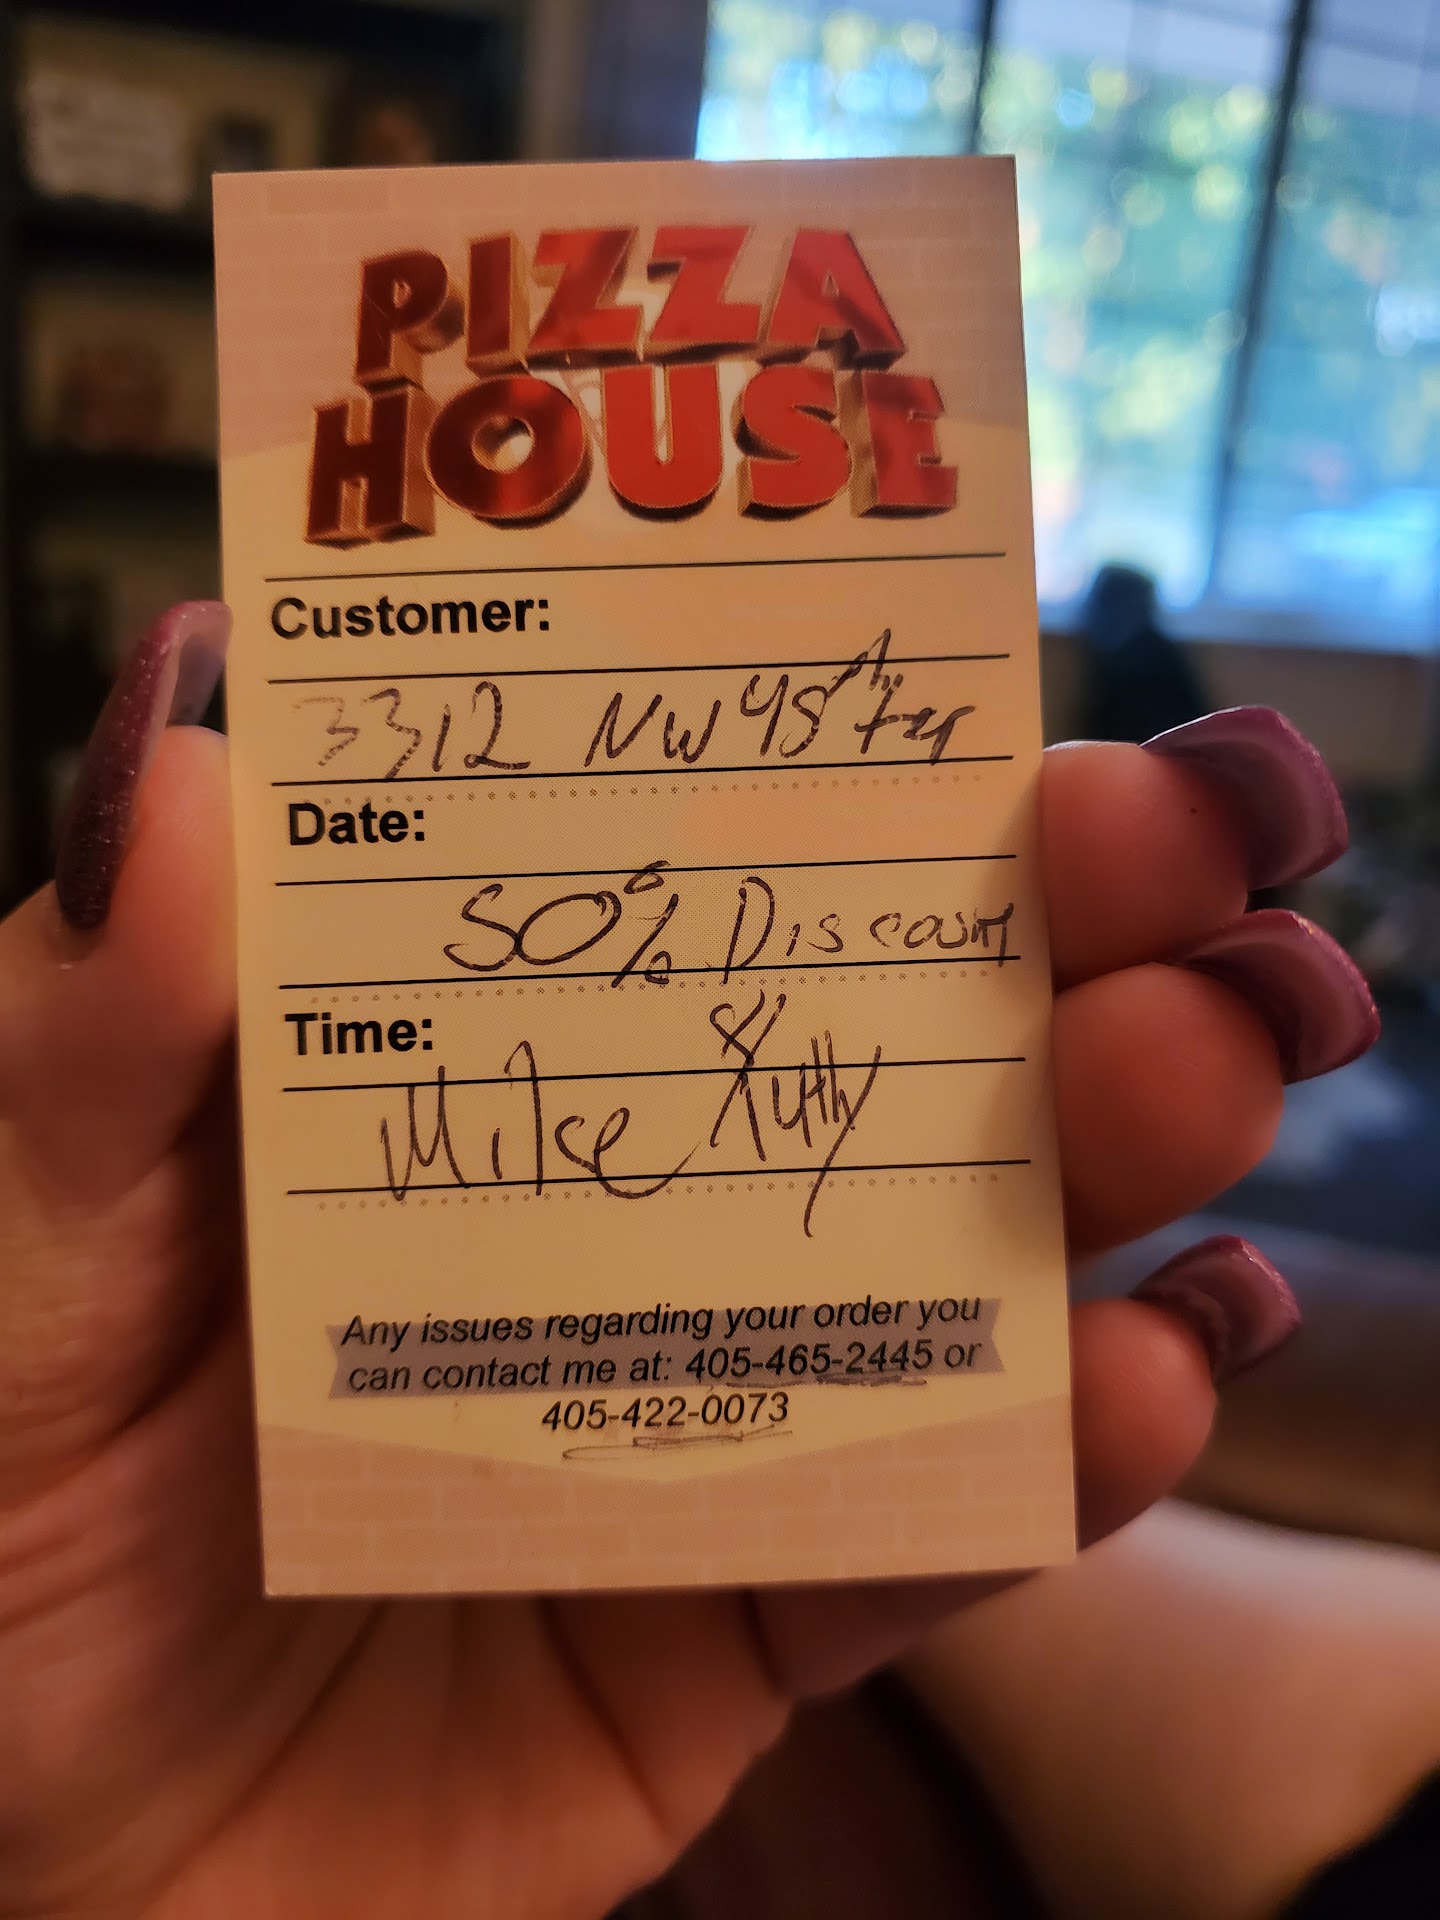 PIZZA
HOUSE
Customer:
3312 NW 48th Ter
Date:
50% Discount
Time:
&
Mike
Any issues regarding your order you
can contact me at: 405-465-2445 or
405-422-0073